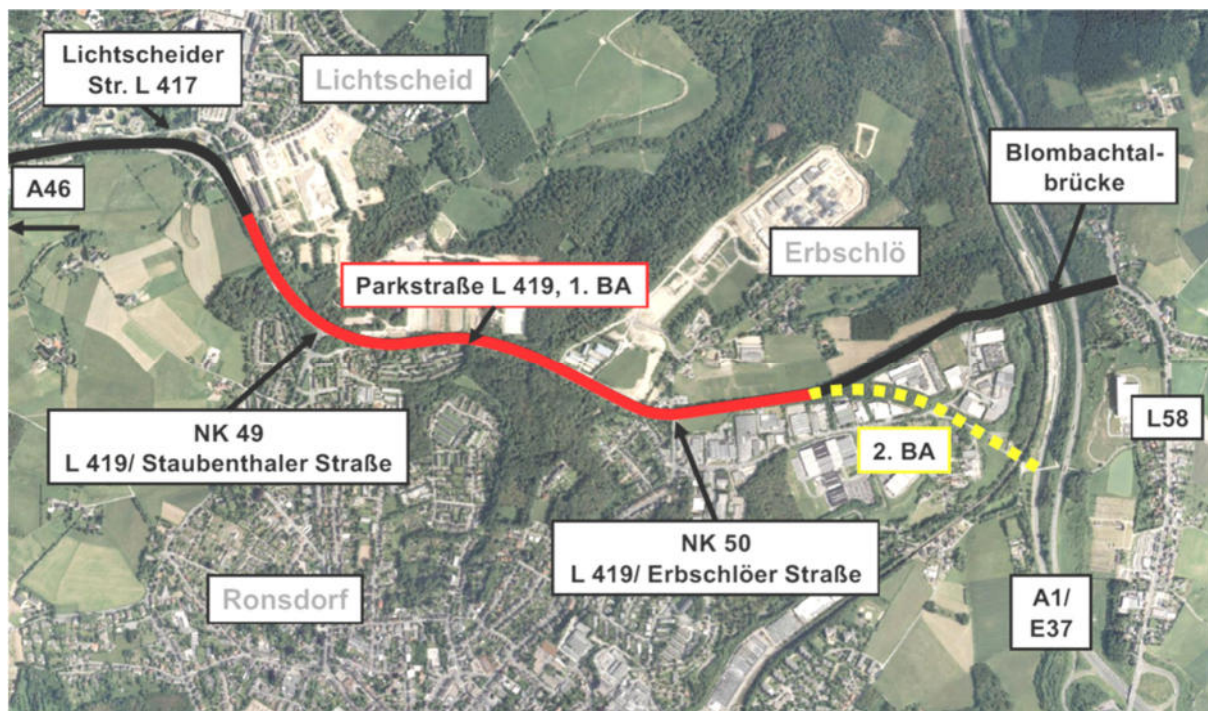 Lichtscheider
Str. L 417
Lichtscheid
A46
Blombachtal-
brücke
Erbschlö
Parkstraße L 419, 1. BA
NK 49
L 419/ Staubenthaler Straße
L58
2. BA
NK 50
L 419/ Erbschlöer Straße
Ronsdorf
A1/
E37